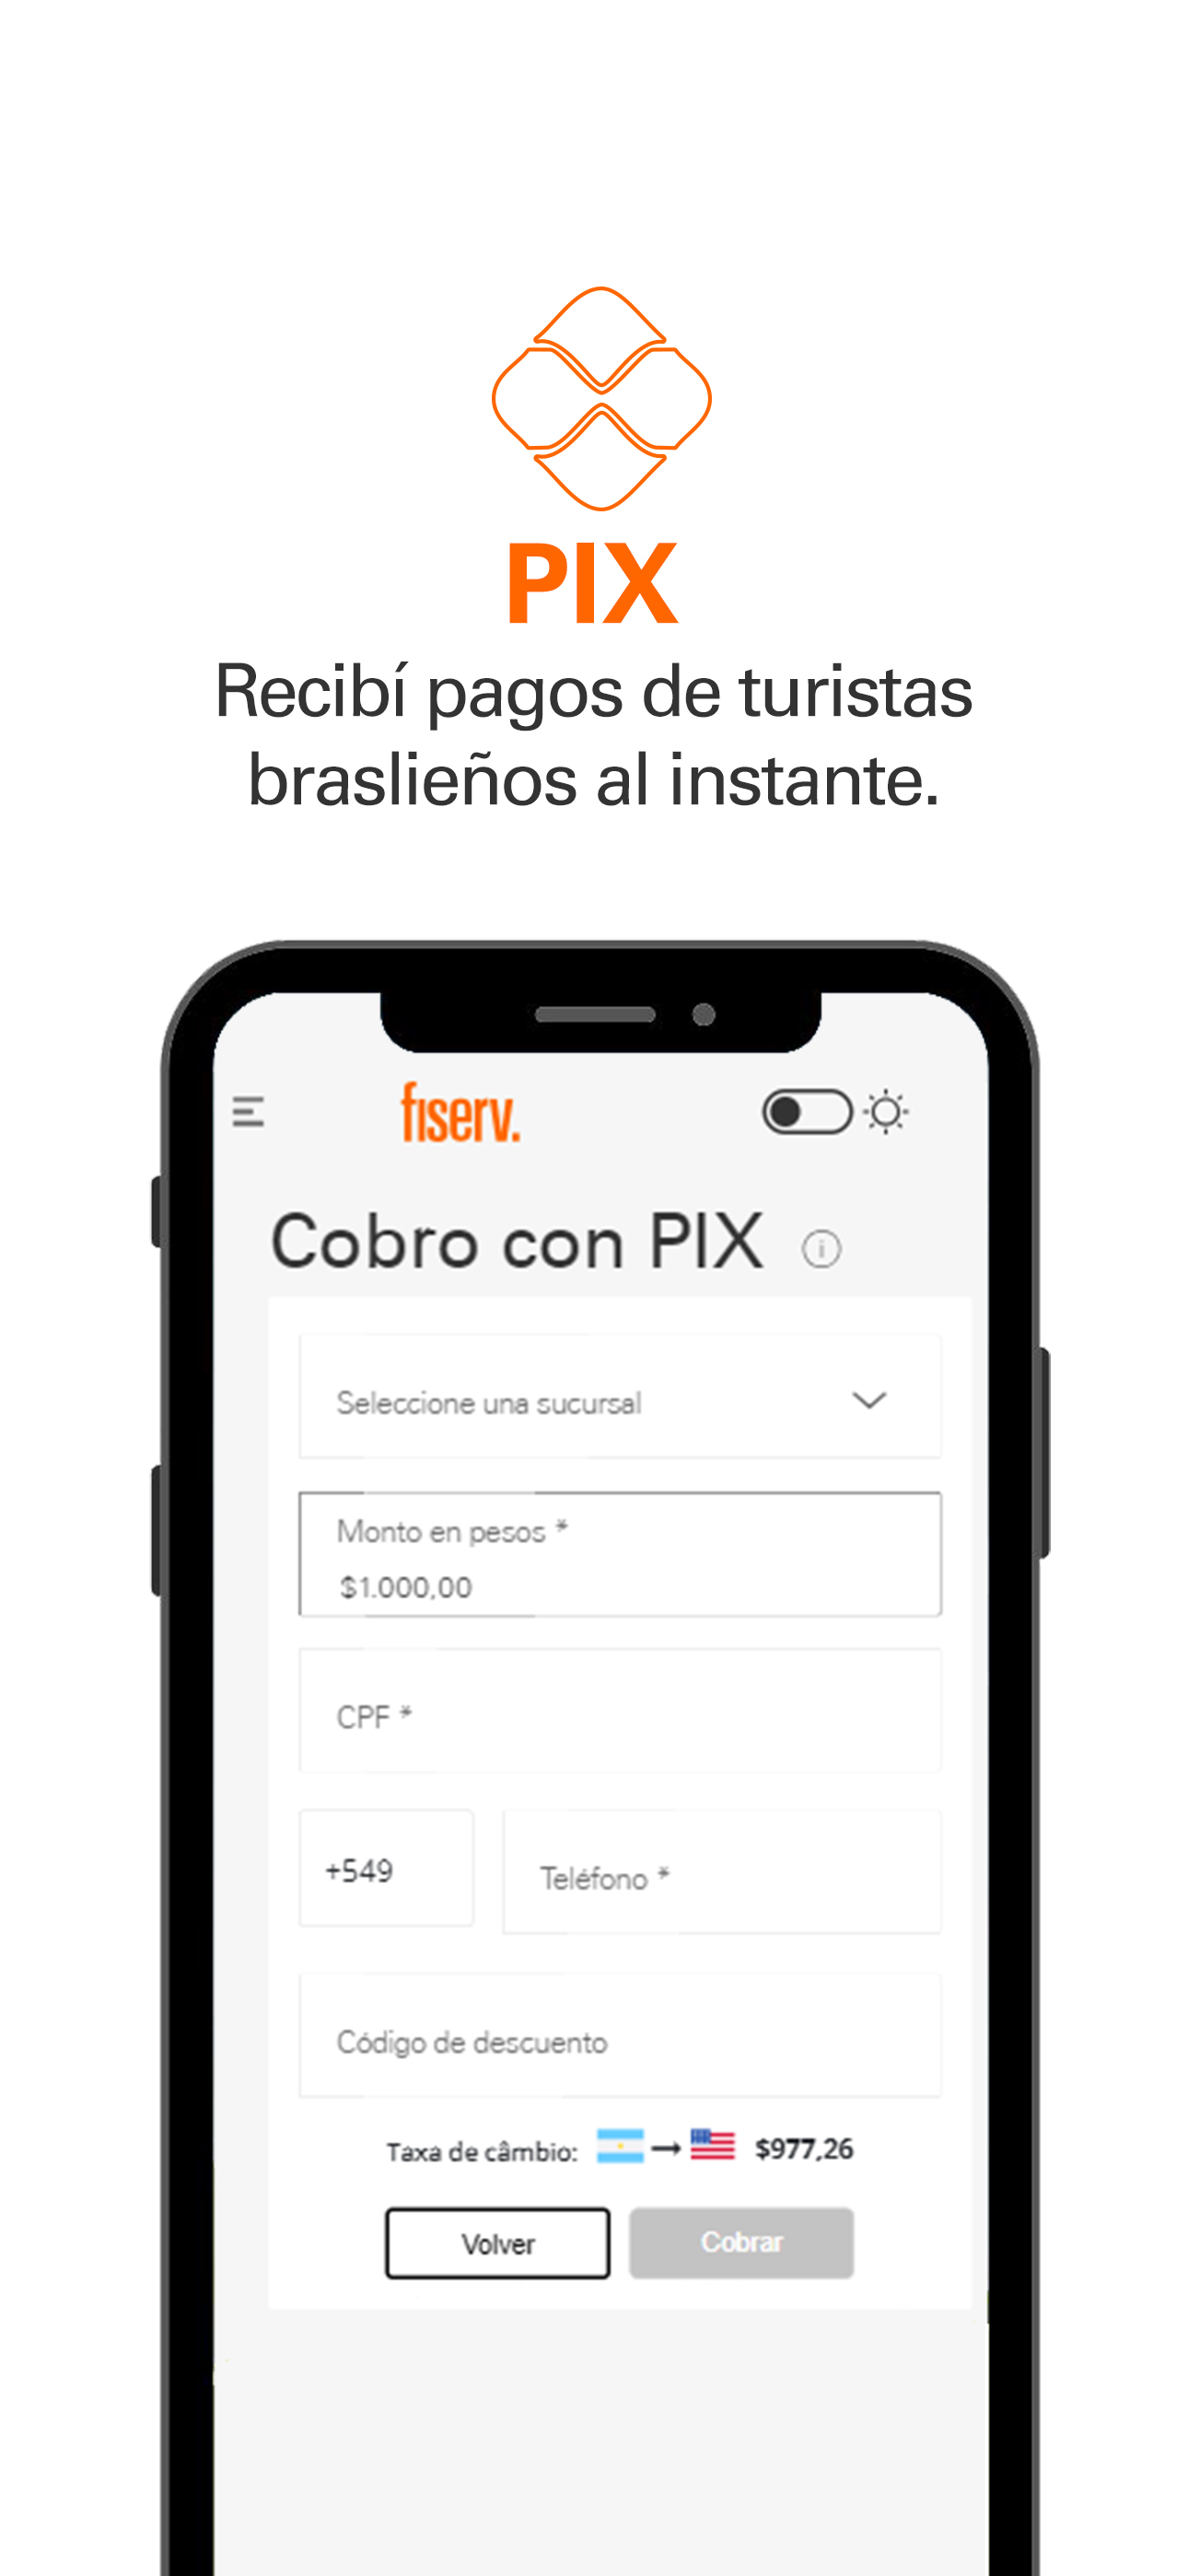 PIX
Recibí pagos de turistas
braslieños al instante.
fiserv.
Cobro con PIX
Seleccione una sucursal
Monto en pesos *
$1.000,00
CPF *
+549
Teléfono *
Código de descuento
Taxa de câmbio: $977,26
Volver
Cobrar